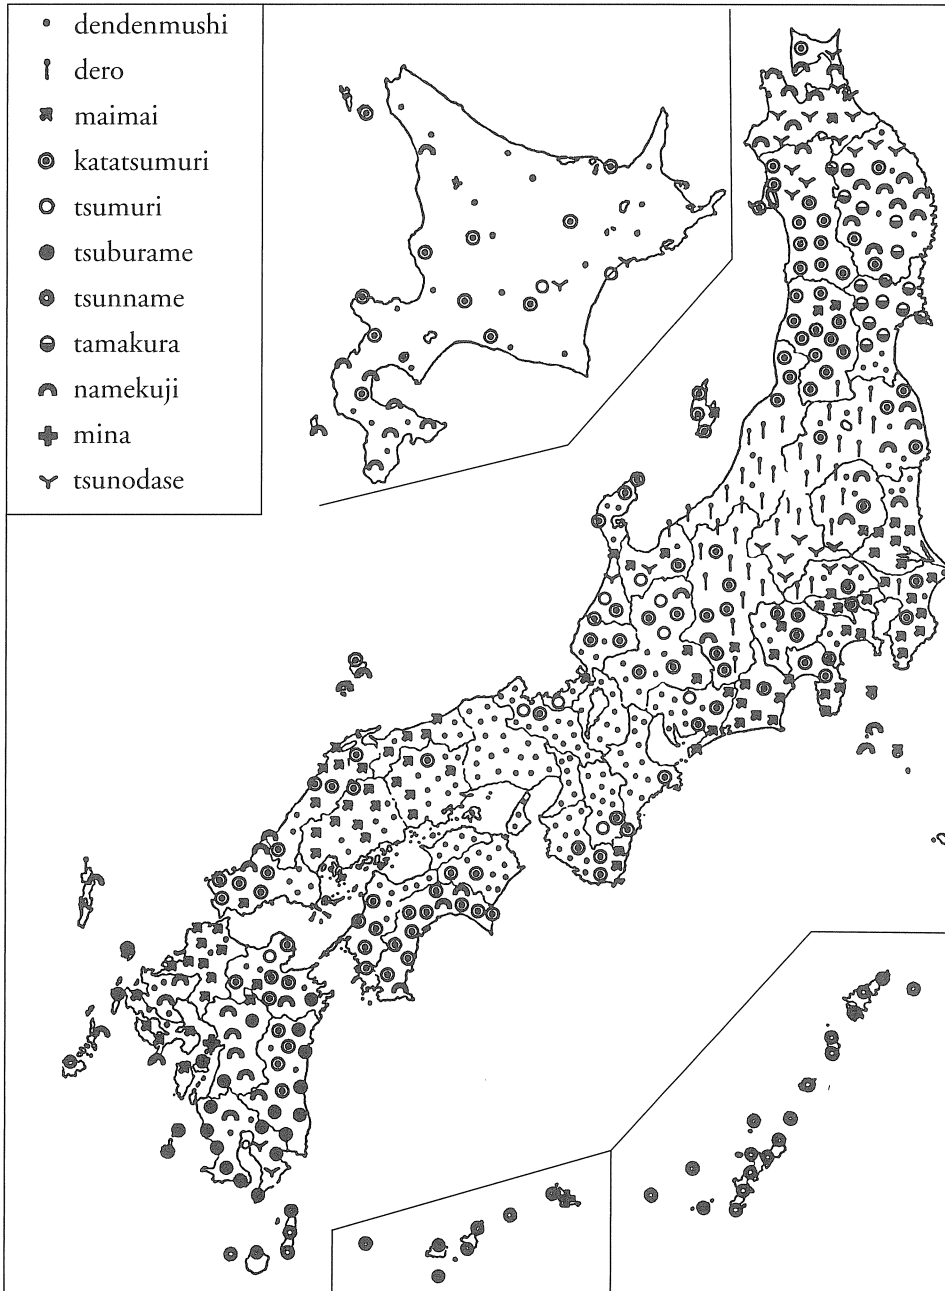 dendenmushi
dero
maimai
katatsumuri
tsumuri
tsuburame
tsunname
tamakura
namekuji
mina
tsunodase